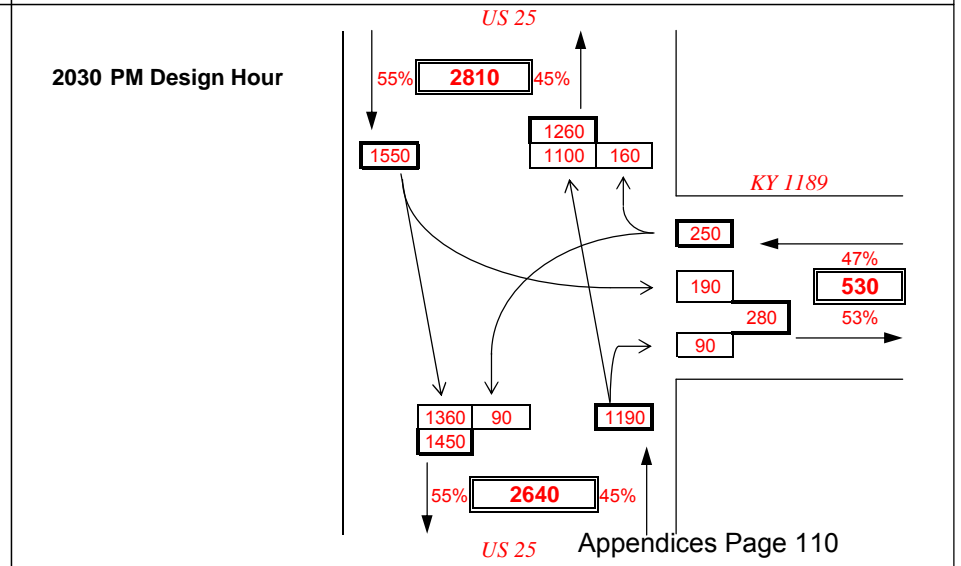 US 25
2030 PM Design Hour
55% 2810 45%
1260
1550 1100 160
KY 1189
250
47%
190 530
280 53%
90
1360 90 1190
1450
55% 2640 45%
US 25
Appendices Page 110